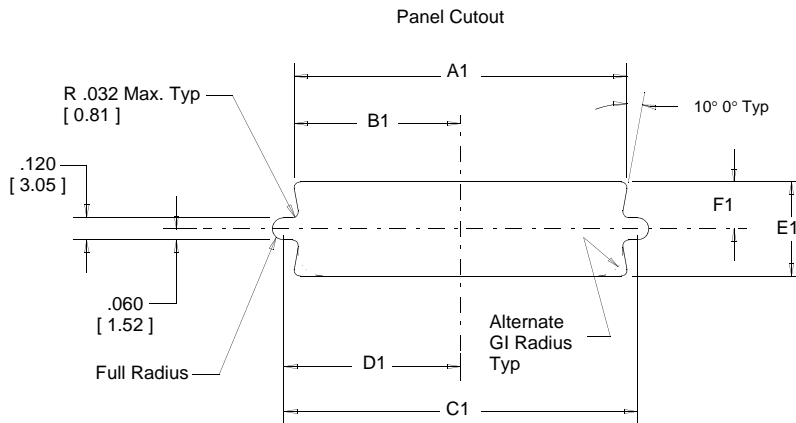 Panel Cutout
A1
R .032 Max. Typ
[ 0.81 ]
10° 0° Typ
B1
.120
[ 3.05 ]
F1
E1
.060
[ 1.52 ]
Alternate
GI Radius
Typ
D1
Full Radius
C1